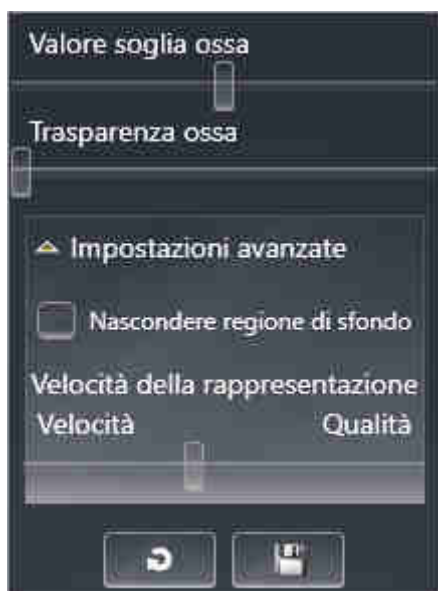 Valore soglia ossa
Trasparenza ossa
Impostazioni avanzate
Nascondere regione di sfondo
Velocità della rappresentazione
Velocità Qualità